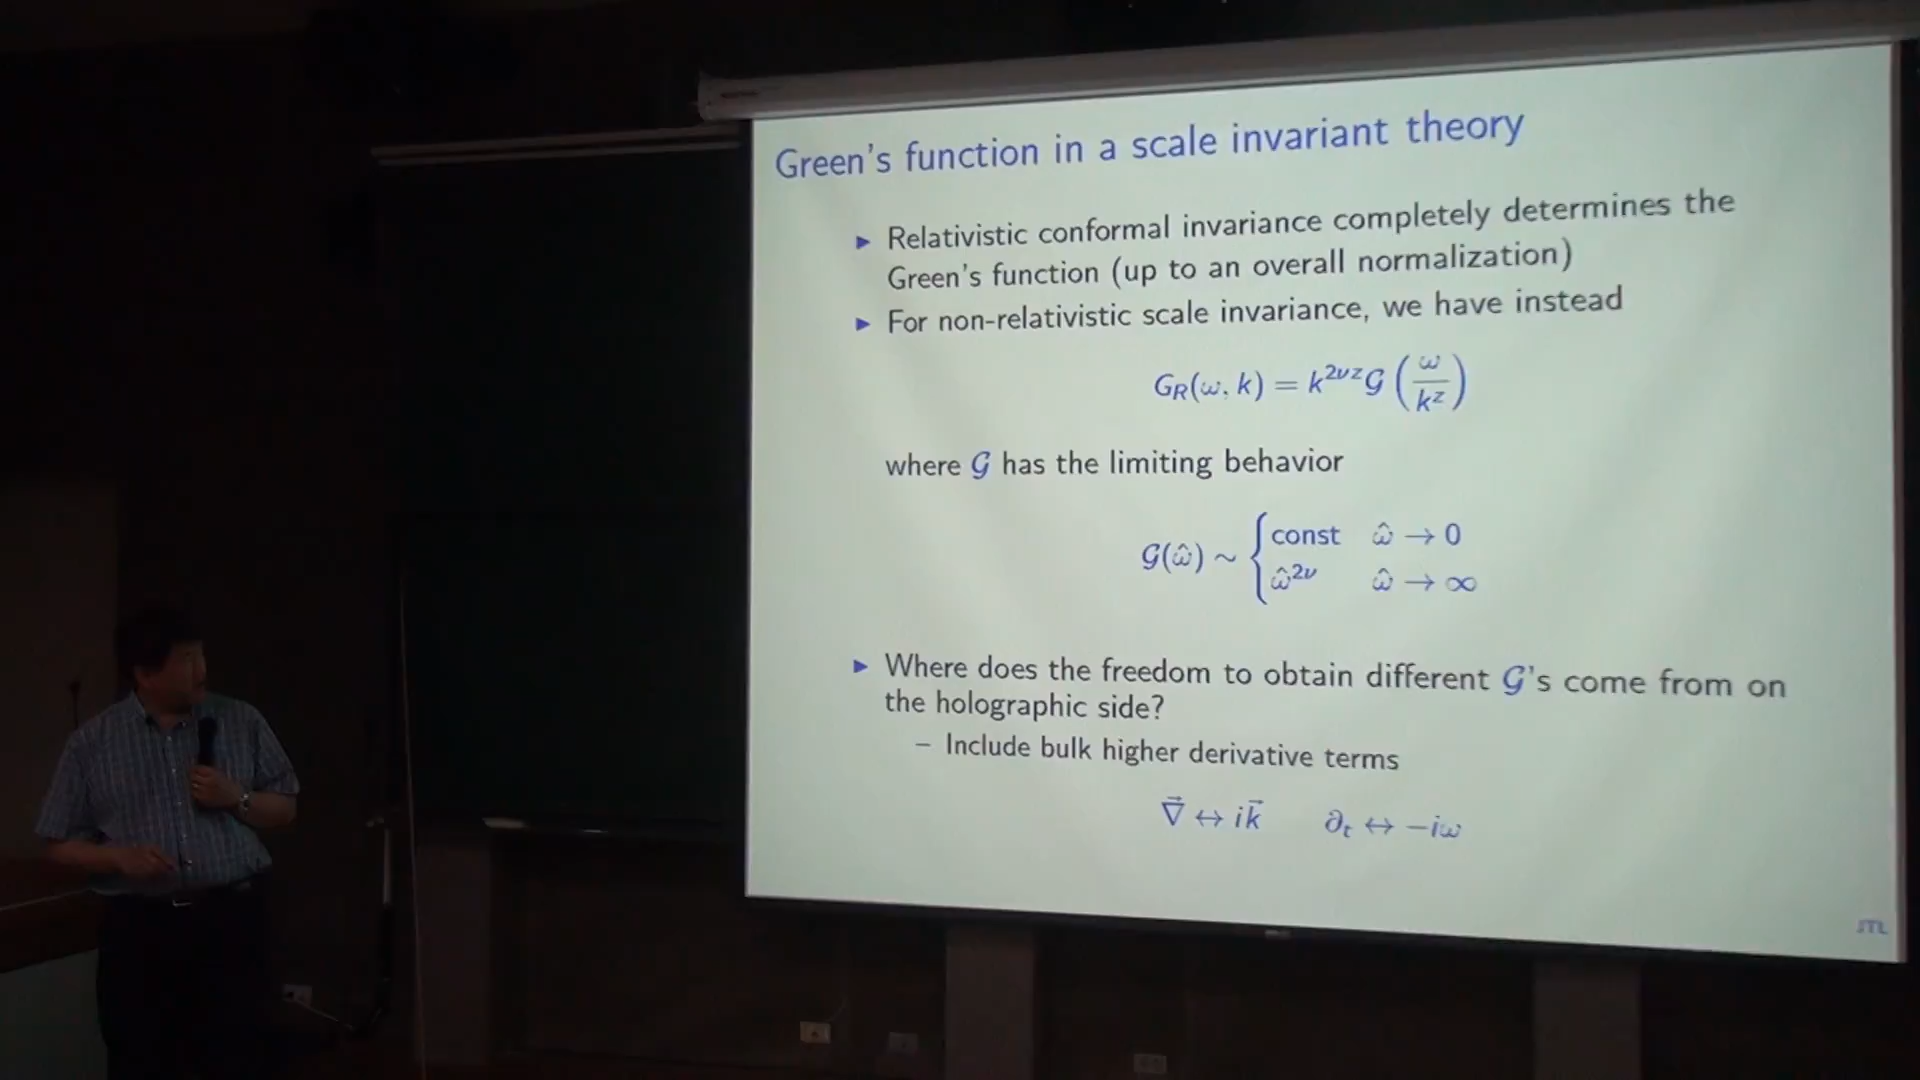 Green's function in a scale invariant theory
▶ Relativistic conformal invariance completely determines the
Green's function (up to an overall normalization)
▶ For non-relativistic scale invariance, we have instead
G_R(ω, k) = k^{2νz} 𝒢 (ω / k^z)
where 𝒢 has the limiting behavior
𝒢(ω̂) ~ { const ω̂ → 0
ω̂^{2ν} ω̂ → ∞
▶ Where does the freedom to obtain different 𝒢's come from on
the holographic side?
– Include bulk higher derivative terms
∇⃗ ↔ ik⃗ ∂_t ↔ −iω
JTL